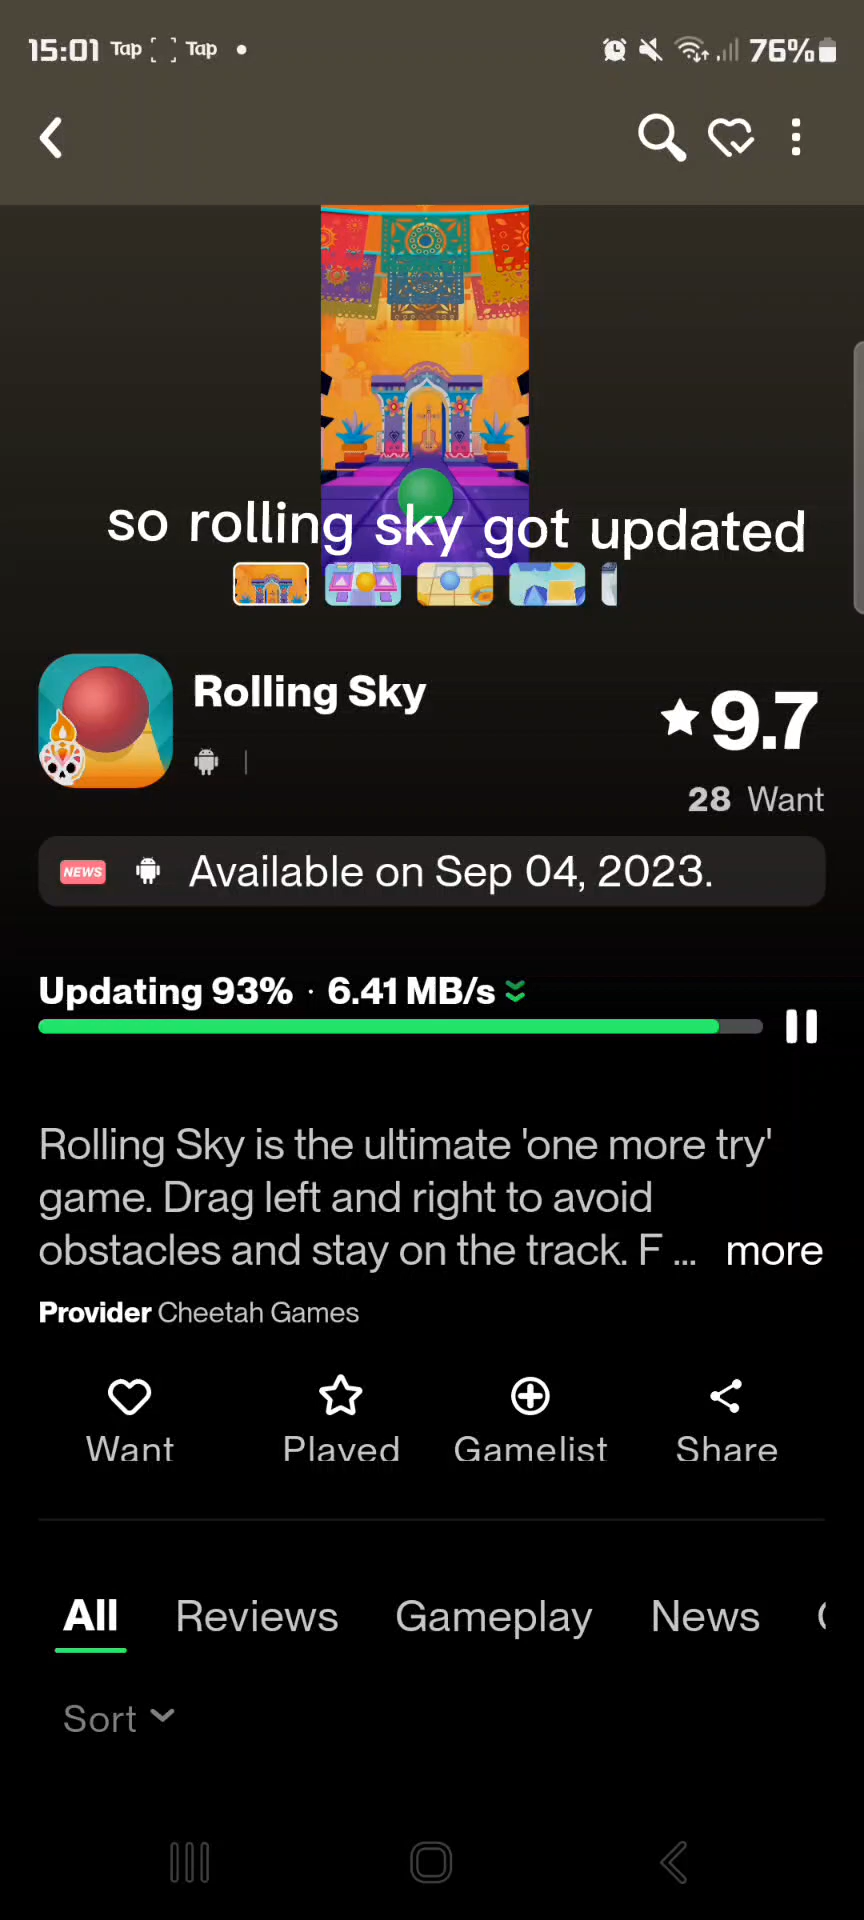 15:01 Tap Tap 76%
so rolling sky got updated
Rolling Sky
9.7
28 Want
NEWS Available on Sep 04, 2023.
Updating 93% · 6.41 MB/s
Rolling Sky is the ultimate 'one more try'
game. Drag left and right to avoid
obstacles and stay on the track. F ... more
Provider Cheetah Games
Want Played Gamelist Share
All Reviews Gameplay News
Sort